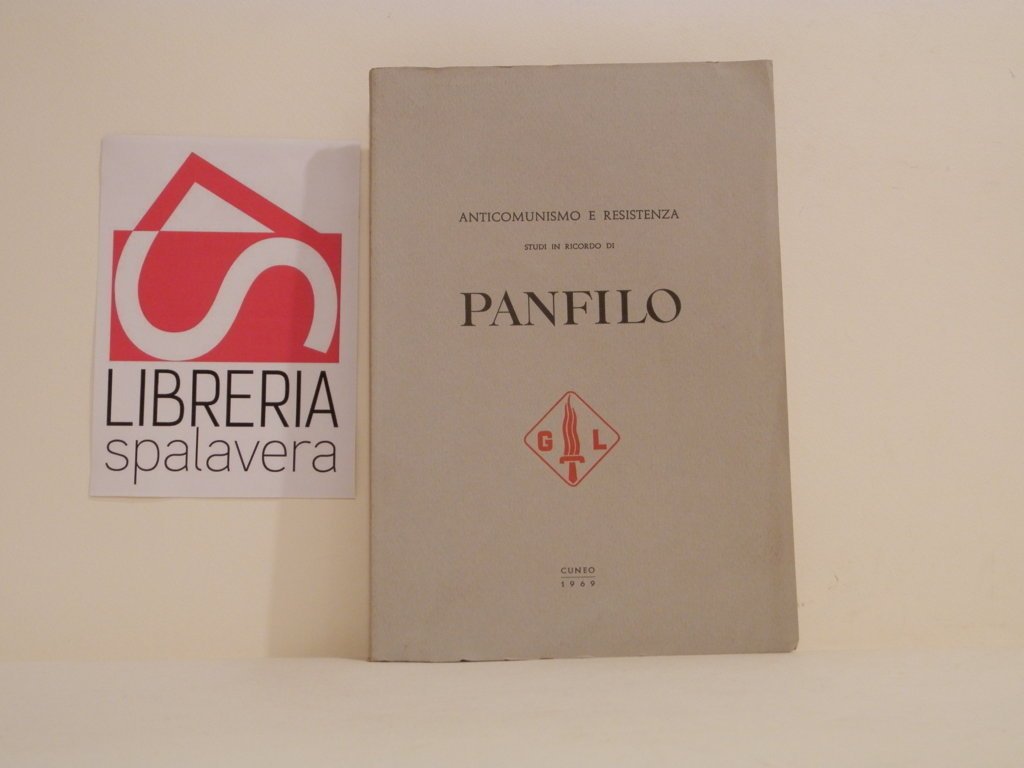 LIBRERIA
spalavera
ANTICOMUNISMO E RESISTENZA
STUDI IN RICORDO DI
PANFILO
G L
CUNEO
1969